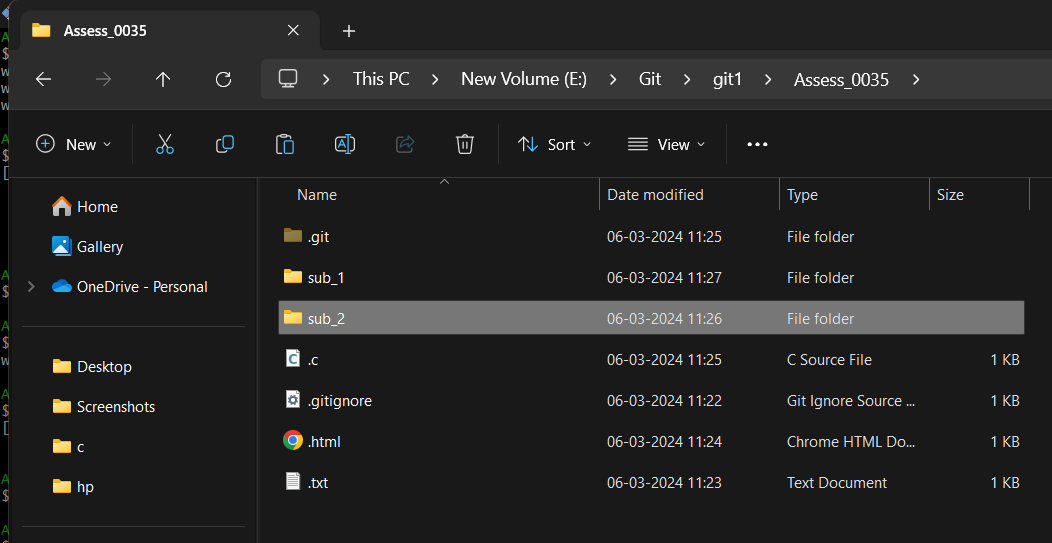 Assess_0035
This PC > New Volume (E:) > Git > git1 > Assess_0035 >
New Sort View
Name Date modified Type Size
Home
Gallery
OneDrive - Personal
Desktop
Screenshots
c
hp
.git 06-03-2024 11:25 File folder
sub_1 06-03-2024 11:27 File folder
sub_2 06-03-2024 11:26 File folder
.c 06-03-2024 11:25 C Source File 1 KB
.gitignore 06-03-2024 11:22 Git Ignore Source ... 1 KB
.html 06-03-2024 11:24 Chrome HTML Do... 1 KB
.txt 06-03-2024 11:23 Text Document 1 KB